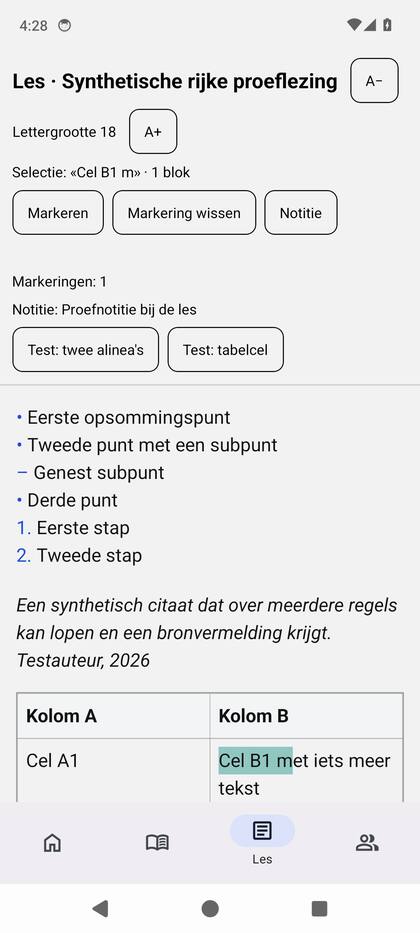 4:28
Les · Synthetische rijke proeflezing
A−
Lettergrootte 18
A+
Selectie: «Cel B1 m» · 1 blok
Markeren
Markering wissen
Notitie
Markeringen: 1
Notitie: Proefnotitie bij de les
Test: twee alinea's
Test: tabelcel
• Eerste opsommingspunt
• Tweede punt met een subpunt
– Genest subpunt
• Derde punt
1. Eerste stap
2. Tweede stap
Een synthetisch citaat dat over meerdere regels
kan lopen en een bronvermelding krijgt.
Testauteur, 2026
Kolom A
Kolom B
Cel A1
Cel B1 met iets meer
tekst
Les